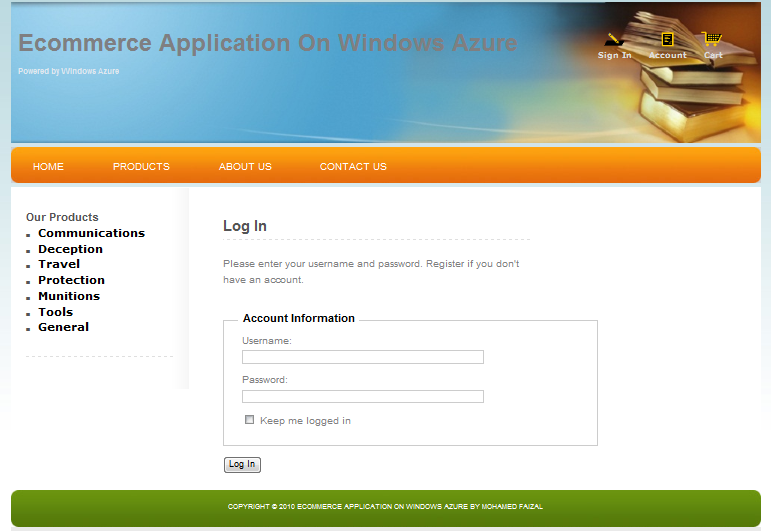 Ecommerce Application On Windows Azure
Powered by Windows Azure
Sign In Account Cart
HOME PRODUCTS ABOUT US CONTACT US
Our Products
Communications
Deception
Travel
Protection
Munitions
Tools
General
Log In
Please enter your username and password. Register if you don't
have an account.
Account Information
Username:
Password:
Keep me logged in
Log In
COPYRIGHT © 2010 ECOMMERCE APPLICATION ON WINDOWS AZURE BY MOHAMED FAIZAL